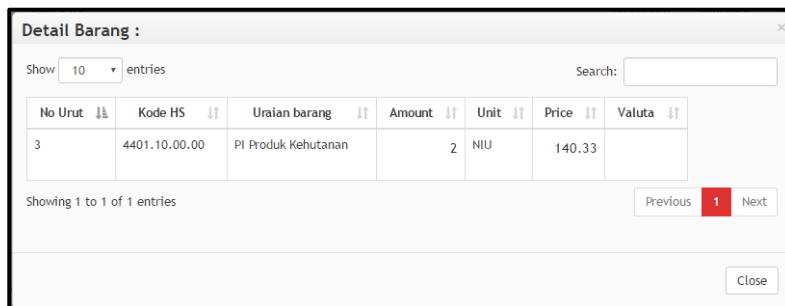 Detail Barang :
×
Show 10 entries Search:
No Urut Kode HS Uraian barang Amount Unit Price Valuta
3 4401.10.00.00 PI Produk Kehutanan 2 NIU 140.33
Showing 1 to 1 of 1 entries Previous 1 Next
Close